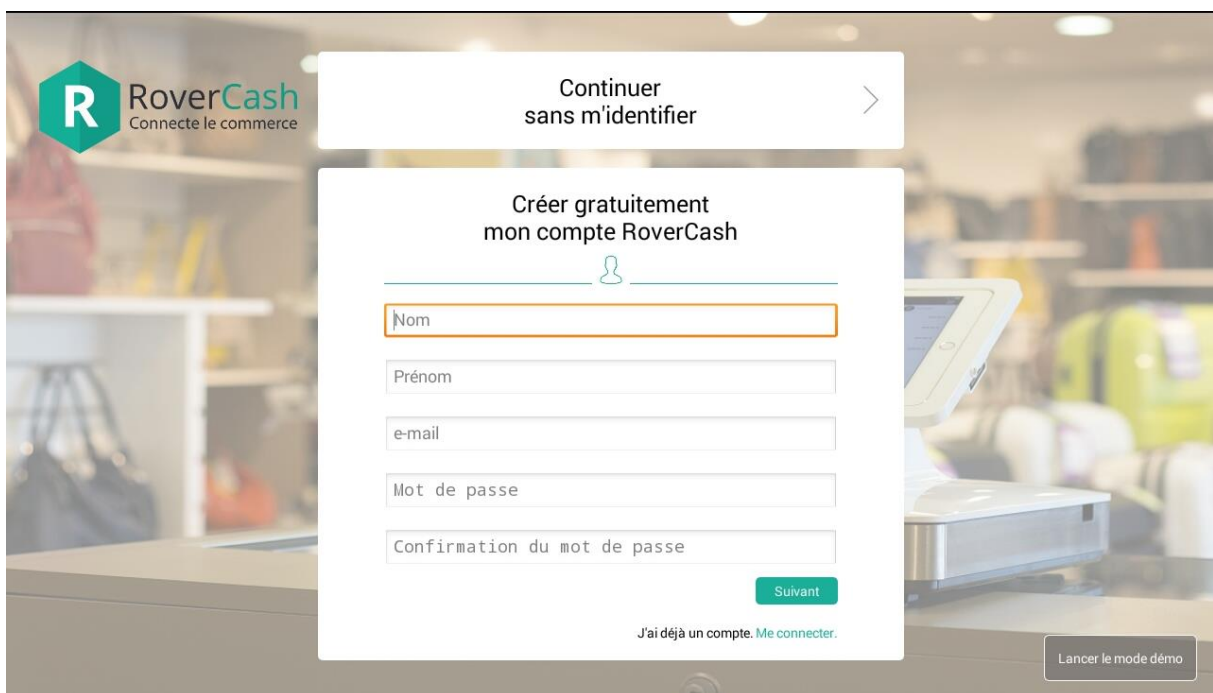 R
RoverCash
Connecte le commerce
Continuer
sans m'identifier
Créer gratuitement
mon compte RoverCash
Nom
Prénom
e-mail
Mot de passe
Confirmation du mot de passe
Suivant
J'ai déjà un compte. Me connecter.
Lancer le mode démo